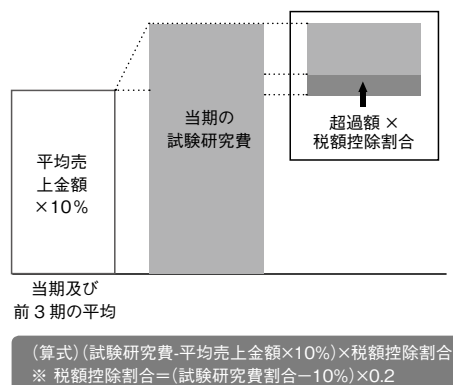 平均売
上金額
×10%
当期の
試験研究費
超過額 ×
税額控除割合
当期及び
前3期の平均
(算式)(試験研究費-平均売上金額×10%)×税額控除割合
※ 税額控除割合=(試験研究費割合-10%)×0.2